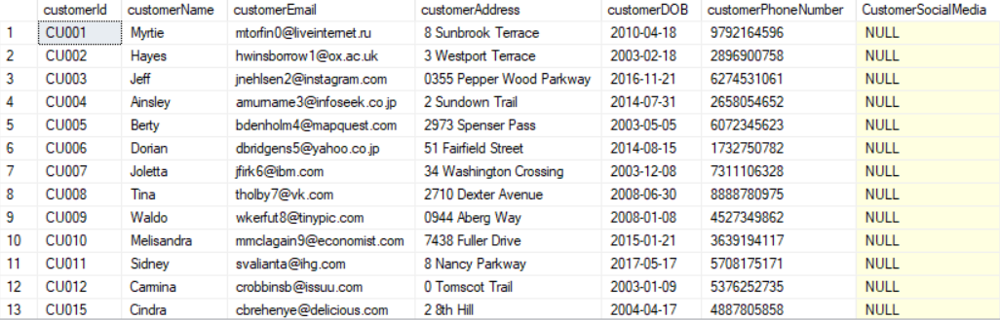 customerId customerName customerEmail customerAddress customerDOB customerPhoneNumber CustomerSocialMedia
1 CU001 Myrtie mtorfin0@liveinternet.ru 8 Sunbrook Terrace 2010-04-18 9792164596 NULL
2 CU002 Hayes hwinsborrow1@ox.ac.uk 3 Westport Terrace 2003-02-18 2896900758 NULL
3 CU003 Jeff jnehlsen2@instagram.com 0355 Pepper Wood Parkway 2016-11-21 6274531061 NULL
4 CU004 Ainsley amurname3@infoseek.co.jp 2 Sundown Trail 2014-07-31 2658054652 NULL
5 CU005 Berty bdenholm4@mapquest.com 2973 Spenser Pass 2003-05-05 6072345623 NULL
6 CU006 Dorian dbridgens5@yahoo.co.jp 51 Fairfield Street 2014-08-15 1732750782 NULL
7 CU007 Joletta jfirk6@ibm.com 34 Washington Crossing 2003-12-08 7311106328 NULL
8 CU008 Tina tholby7@vk.com 2710 Dexter Avenue 2008-06-30 8888780975 NULL
9 CU009 Waldo wkerfut8@tinypic.com 0944 Aberg Way 2008-01-08 4527349862 NULL
10 CU010 Melisandra mmclagain9@economist.com 7438 Fuller Drive 2015-01-21 3639194117 NULL
11 CU011 Sidney svalianta@ihg.com 8 Nancy Parkway 2017-05-17 5708175171 NULL
12 CU012 Carmina crobbinsb@issuu.com 0 Tomscot Trail 2003-01-09 5376252735 NULL
13 CU015 Cindra cbrehenye@delicious.com 2 8th Hill 2004-04-17 4887805858 NULL